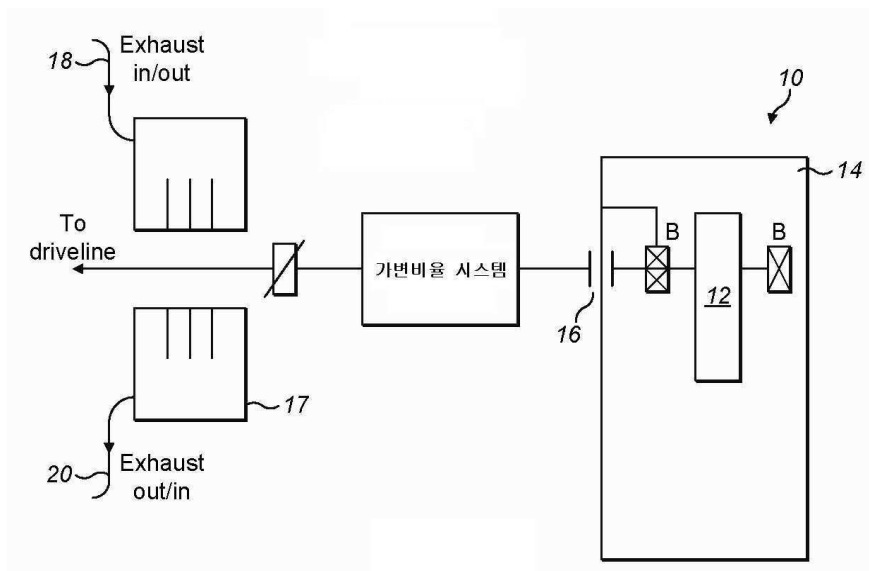 18
Exhaust
in/out
10
14
To
driveline
가변비율 시스템
B
B
12
16
17
20
Exhaust
out/in